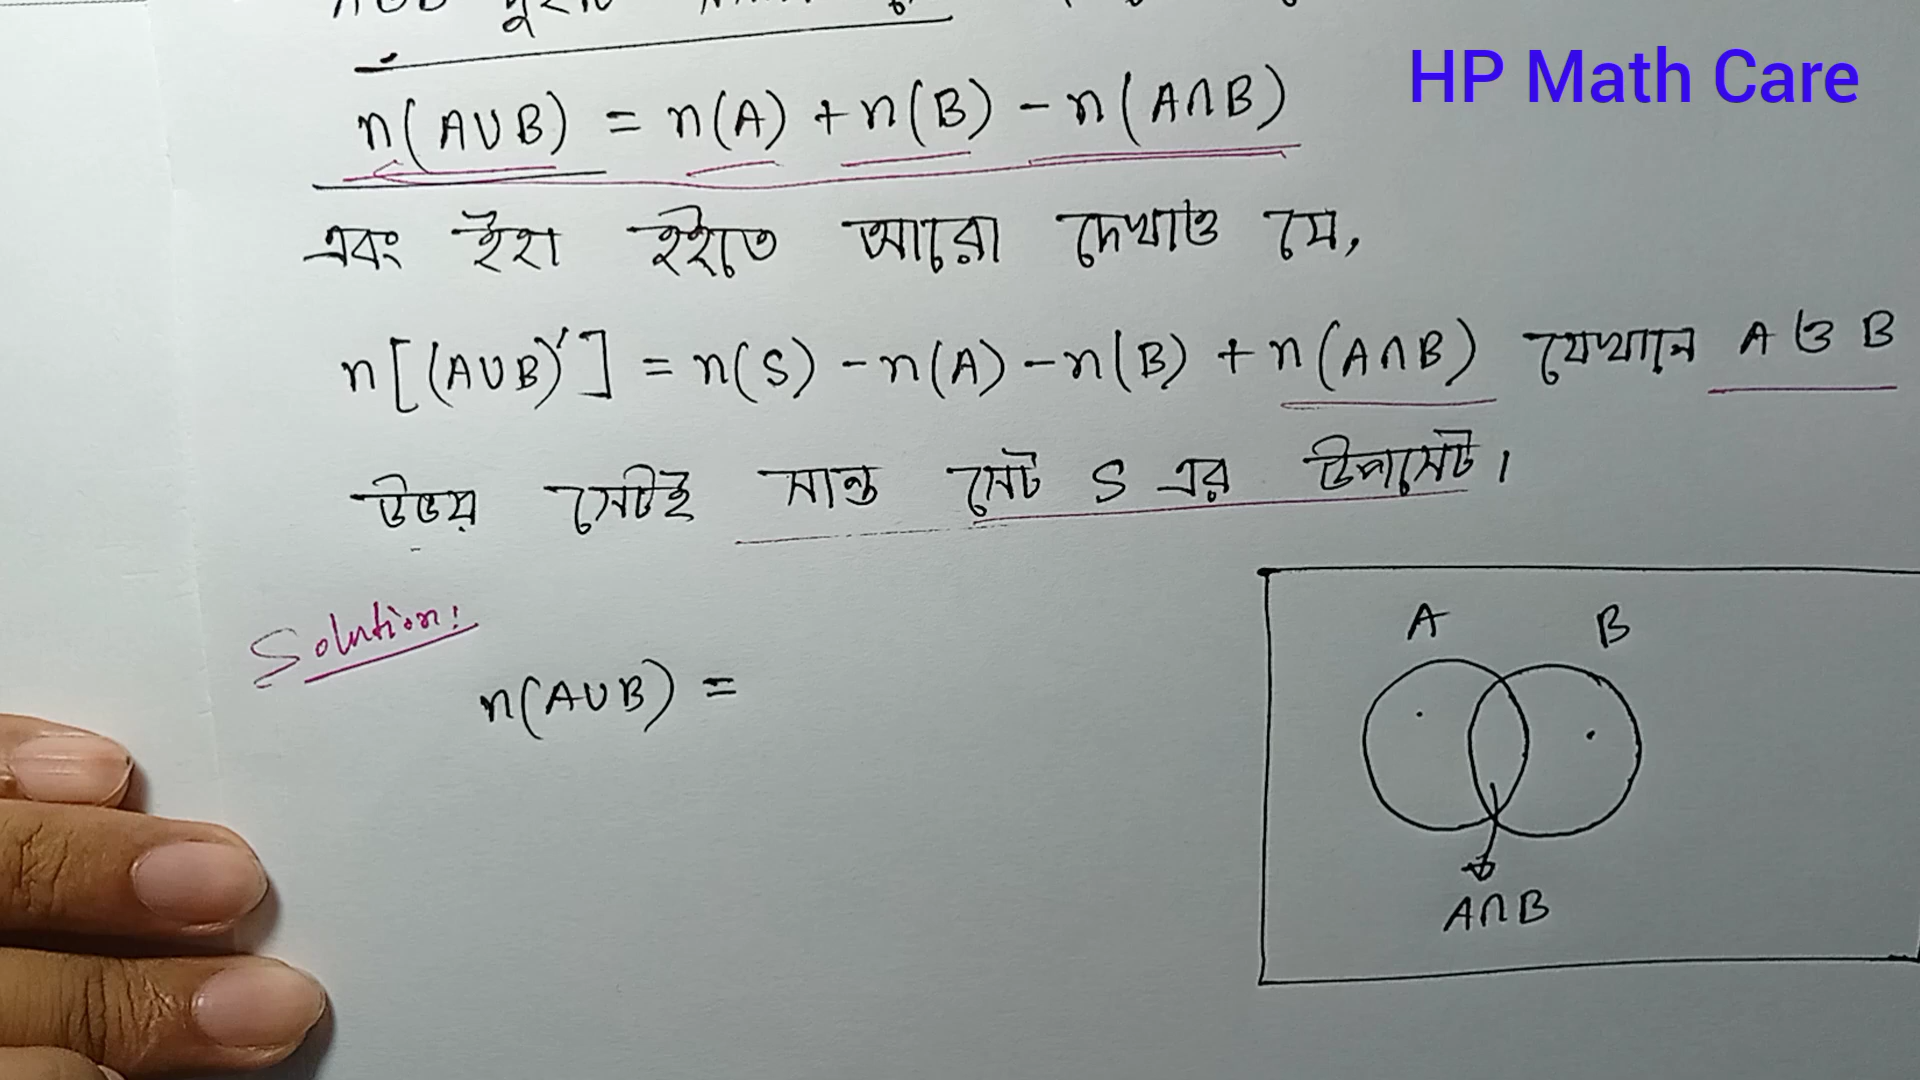 HP Math Care
n(A∪B) = n(A) + n(B) - n(A∩B)
এবং ইহা হইতে আরো দেখাও যে,
n[(A∪B)'] = n(S) - n(A) - n(B) + n(A∩B) যেখানে A ও B
উভয় সেটই সান্ত সেট S এর উপসেট।
Solution:
n(A∪B) =
A B
A∩B